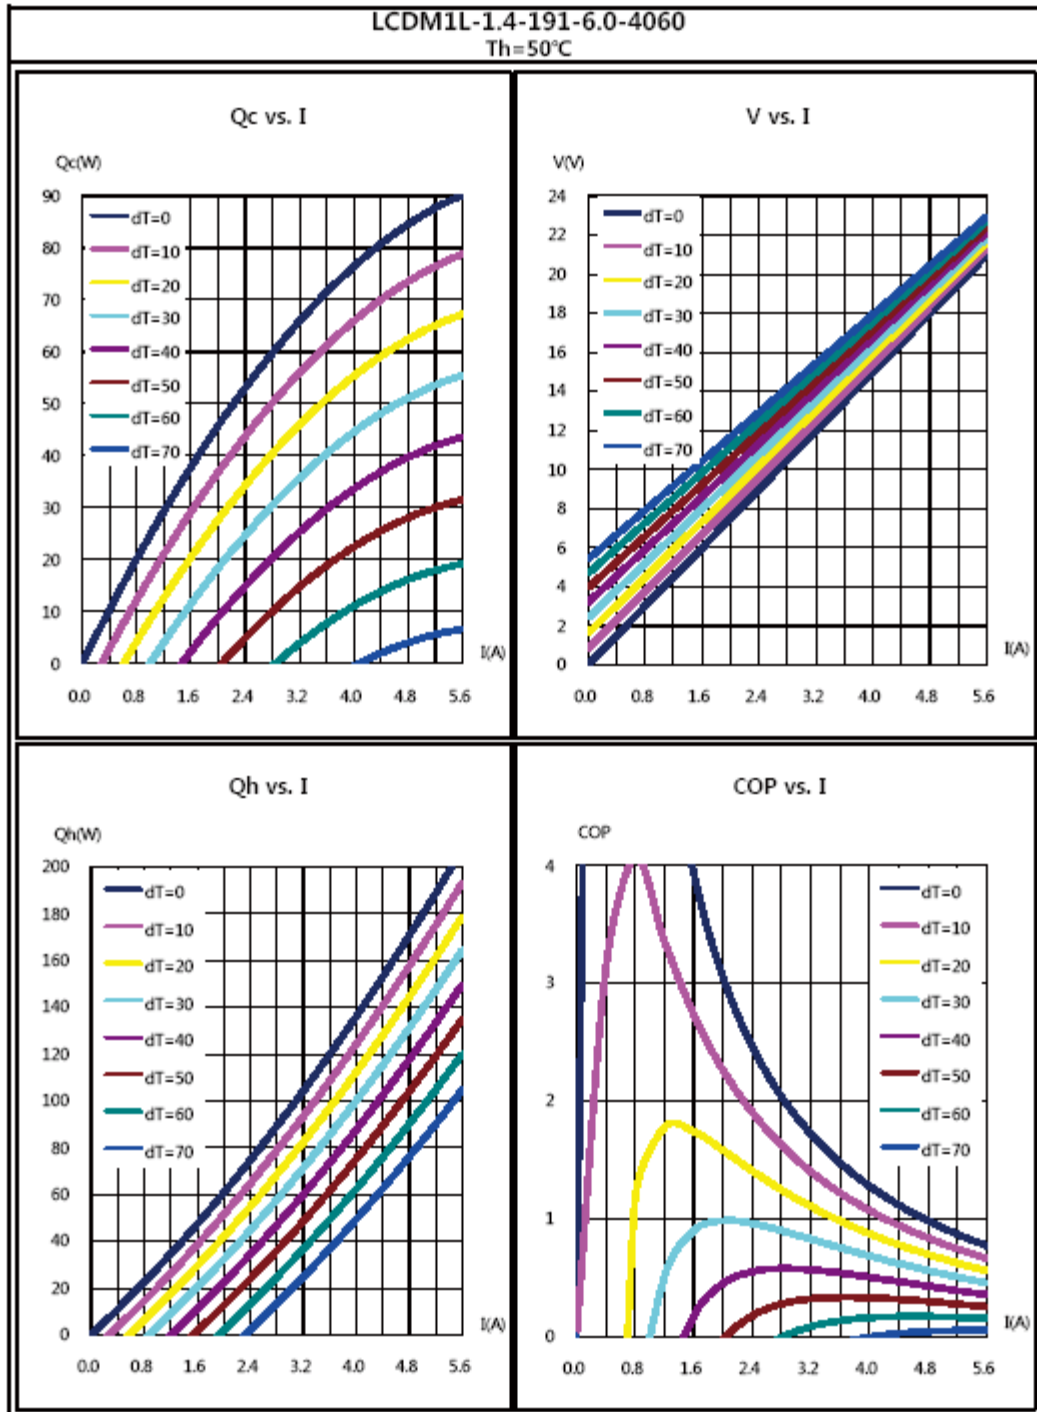 LCDM1L-1.4-191-6.0-4060
Th=50℃
Qc vs. I
Qc(W)
90
80
70
60
50
40
30
20
10
0
dT=0
dT=10
dT=20
dT=30
dT=40
dT=50
dT=60
dT=70
I(A)
0.0 0.8 1.6 2.4 3.2 4.0 4.8 5.6
V vs. I
V(V)
24
22
20
18
16
14
12
10
8
6
4
2
0
dT=0
dT=10
dT=20
dT=30
dT=40
dT=50
dT=60
dT=70
I(A)
0.0 0.8 1.6 2.4 3.2 4.0 4.8 5.6
Qh vs. I
Qh(W)
200
180
160
140
120
100
80
60
40
20
0
dT=0
dT=10
dT=20
dT=30
dT=40
dT=50
dT=60
dT=70
I(A)
0.0 0.8 1.6 2.4 3.2 4.0 4.8 5.6
COP vs. I
COP
4
3
2
1
0
dT=0
dT=10
dT=20
dT=30
dT=40
dT=50
dT=60
dT=70
I(A)
0.0 0.8 1.6 2.4 3.2 4.0 4.8 5.6